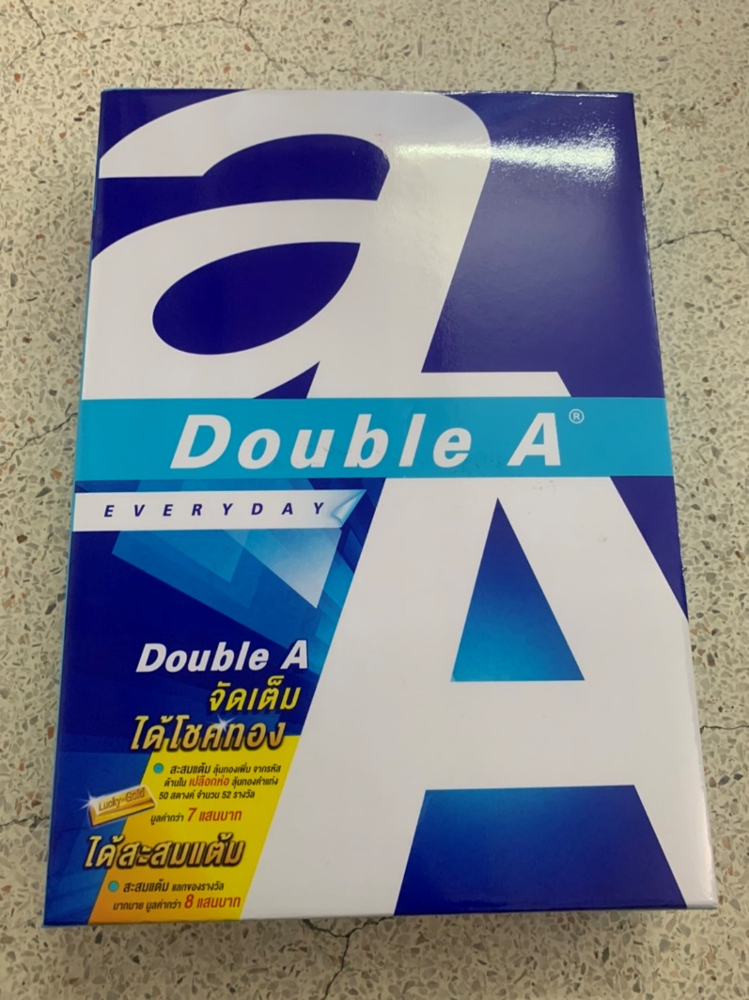 aA
Double A®
EVERYDAY
Double A
จัดเต็ม
ได้โชคทอง
สะสมแต้ม ลุ้นทองเพิ่ม จากรหัส
ด้านใน เปลือกห่อ ลุ้นทองคำแท่ง
50 สตางค์ จำนวน 52 รางวัล
มูลค่ากว่า 7 แสนบาท
Lucky Gold
ได้สะสมแต้ม
สะสมแต้ม แลกของรางวัล
มากมาย มูลค่ากว่า 8 แสนบาท